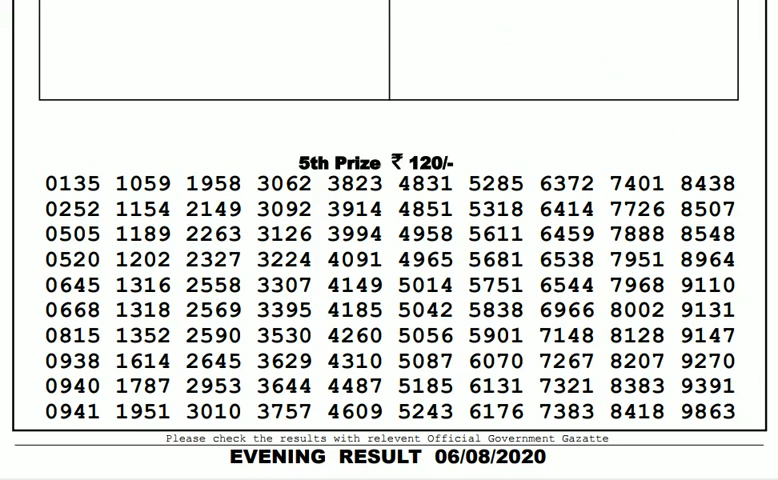 5th Prize ₹ 120/-
0135 1059 1958 3062 3823 4831 5285 6372 7401 8438
0252 1154 2149 3092 3914 4851 5318 6414 7726 8507
0505 1189 2263 3126 3994 4958 5611 6459 7888 8548
0520 1202 2327 3224 4091 4965 5681 6538 7951 8964
0645 1316 2558 3307 4149 5014 5751 6544 7968 9110
0668 1318 2569 3395 4185 5042 5838 6966 8002 9131
0815 1352 2590 3530 4260 5056 5901 7148 8128 9147
0938 1614 2645 3629 4310 5087 6070 7267 8207 9270
0940 1787 2953 3644 4487 5185 6131 7321 8383 9391
0941 1951 3010 3757 4609 5243 6176 7383 8418 9863
Please check the results with relevent Official Government Gazatte
EVENING RESULT 06/08/2020